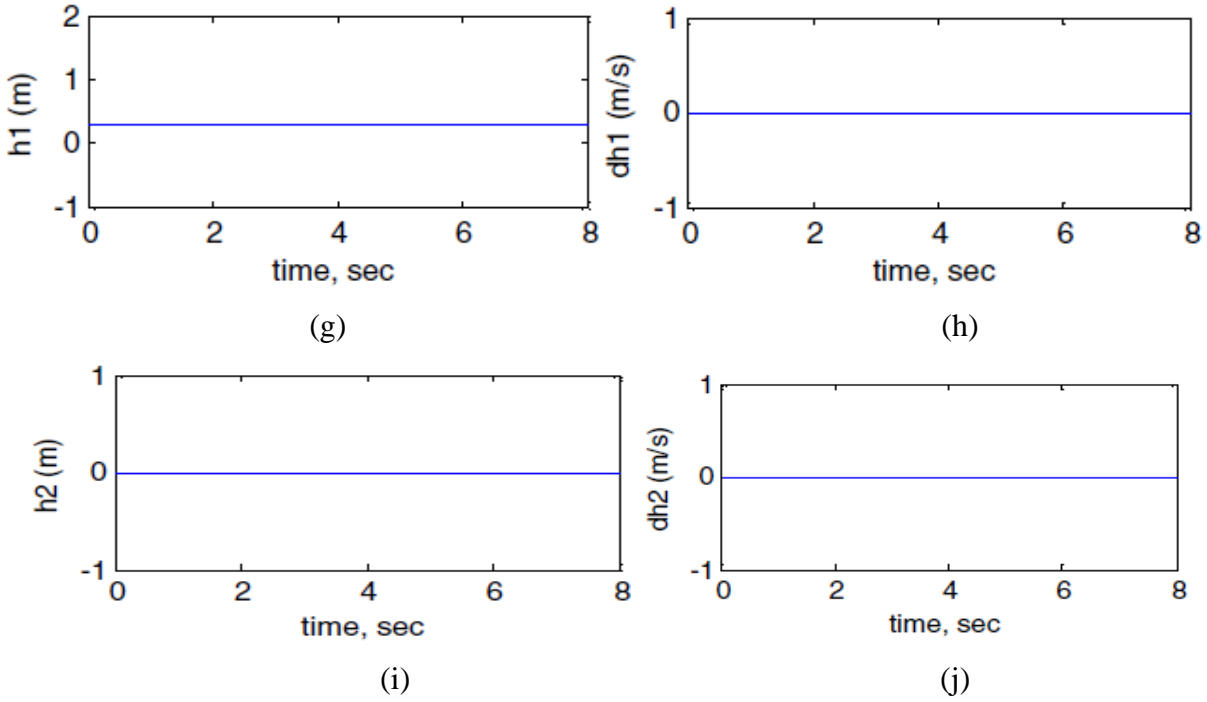 h1 (m)
2
1
0
-1
0 2 4 6 8
time, sec
(g)
dh1 (m/s)
1
0
-1
0 2 4 6 8
time, sec
(h)
h2 (m)
1
0
-1
0 2 4 6 8
time, sec
(i)
dh2 (m/s)
1
0
-1
0 2 4 6 8
time, sec
(j)